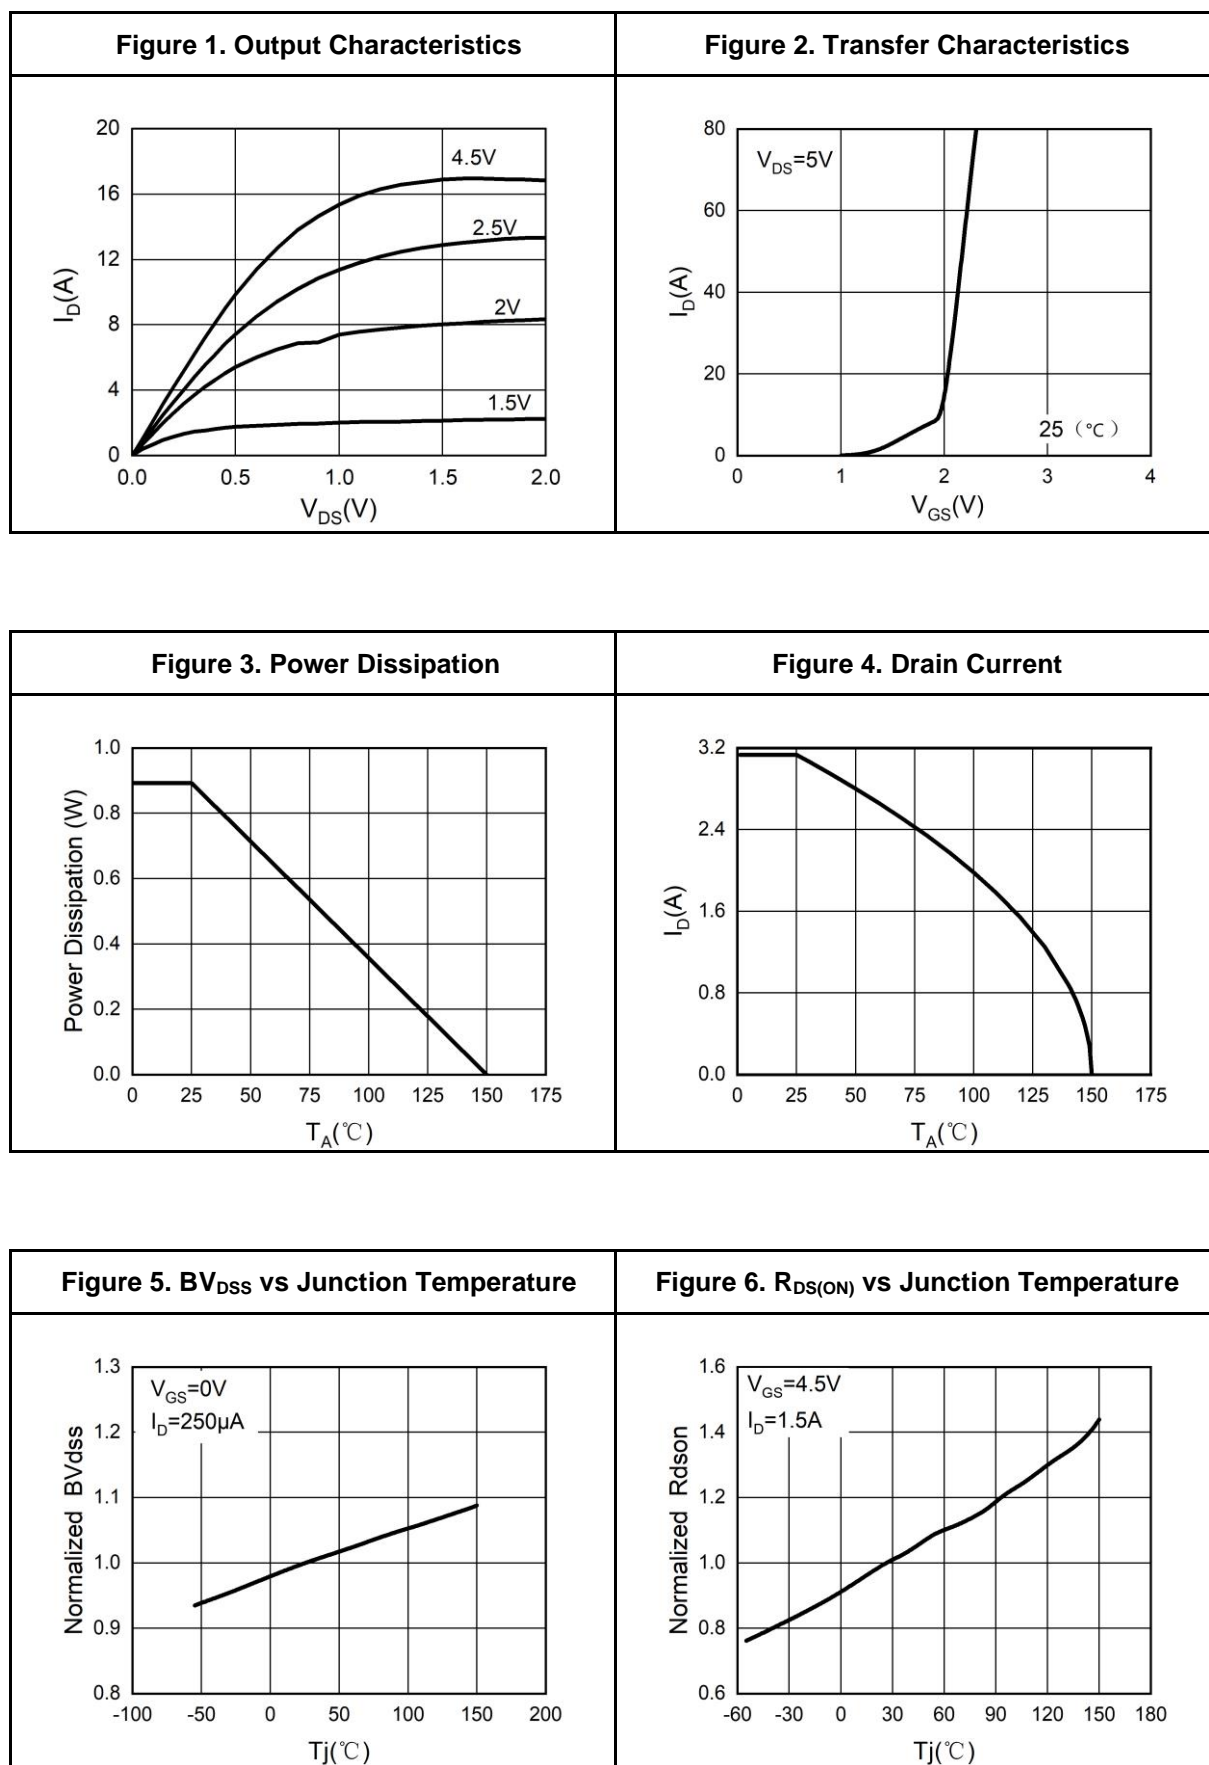 Figure 1. Output Characteristics
Figure 2. Transfer Characteristics
20
16
12
8
4
0
I_D(A)
4.5V
2.5V
2V
1.5V
0.0 0.5 1.0 1.5 2.0
V_DS(V)
80
60
40
20
0
I_D(A)
V_DS=5V
25（℃）
0 1 2 3 4
V_GS(V)
Figure 3. Power Dissipation
Figure 4. Drain Current
1.0
0.8
0.6
0.4
0.2
0.0
Power Dissipation (W)
0 25 50 75 100 125 150 175
T_A(℃)
3.2
2.4
1.6
0.8
0.0
I_D(A)
0 25 50 75 100 125 150 175
T_A(℃)
Figure 5. BV_DSS vs Junction Temperature
Figure 6. R_DS(ON) vs Junction Temperature
1.3
1.2
1.1
1.0
0.9
0.8
Normalized BVdss
V_GS=0V
I_D=250μA
-100 -50 0 50 100 150 200
Tj(℃)
1.6
1.4
1.2
1.0
0.8
0.6
Normalized Rdson
V_GS=4.5V
I_D=1.5A
-60 -30 0 30 60 90 120 150 180
Tj(℃)